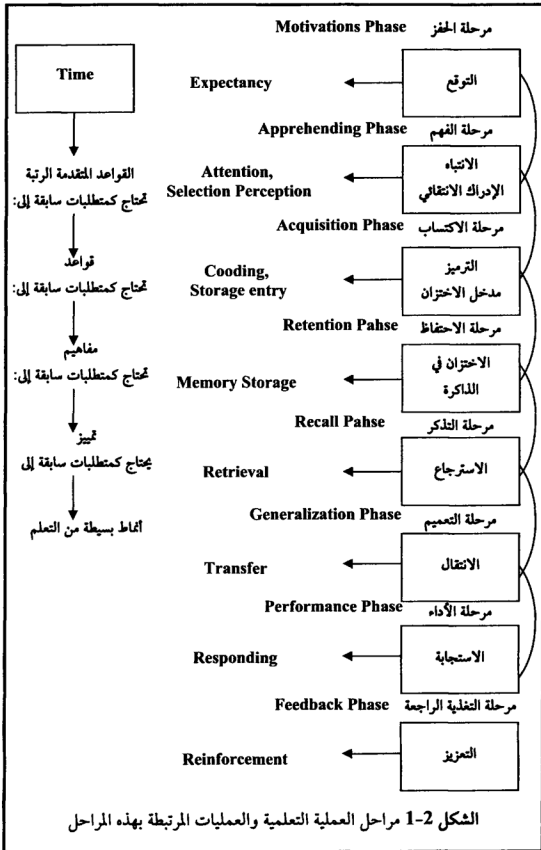 Motivations Phase مرحلة الحفز
Time
Expectancy
التوقع
Apprehending Phase مرحلة الفهم
القواعد المتقدمة الرتبة
تحتاج كمتطلبات سابقة إلى:
Attention,
Selection Perception
الانتباه
الإدراك الانتقائي
Acquisition Phase مرحلة الاكتساب
قواعد
تحتاج كمتطلبات سابقة إلى:
Cooding,
Storage entry
الترميز
مدخل الاختزان
Retention Pahse مرحلة الاحتفاظ
مفاهيم
تحتاج كمتطلبات سابقة إلى:
Memory Storage
الاختزان في
الذاكرة
Recall Pahse مرحلة التذكر
تمييز
يحتاج كمتطلبات سابقة إلى
Retrieval
الاسترجاع
Generalization Phase مرحلة التعميم
أنماط بسيطة من التعلم
Transfer
الانتقال
Performance Phase مرحلة الأداء
Responding
الاستجابة
Feedback Phase مرحلة التغذية الراجعة
Reinforcement
التعزيز
الشكل 2-1 مراحل العملية التعلمية والعمليات المرتبطة بهذه المراحل